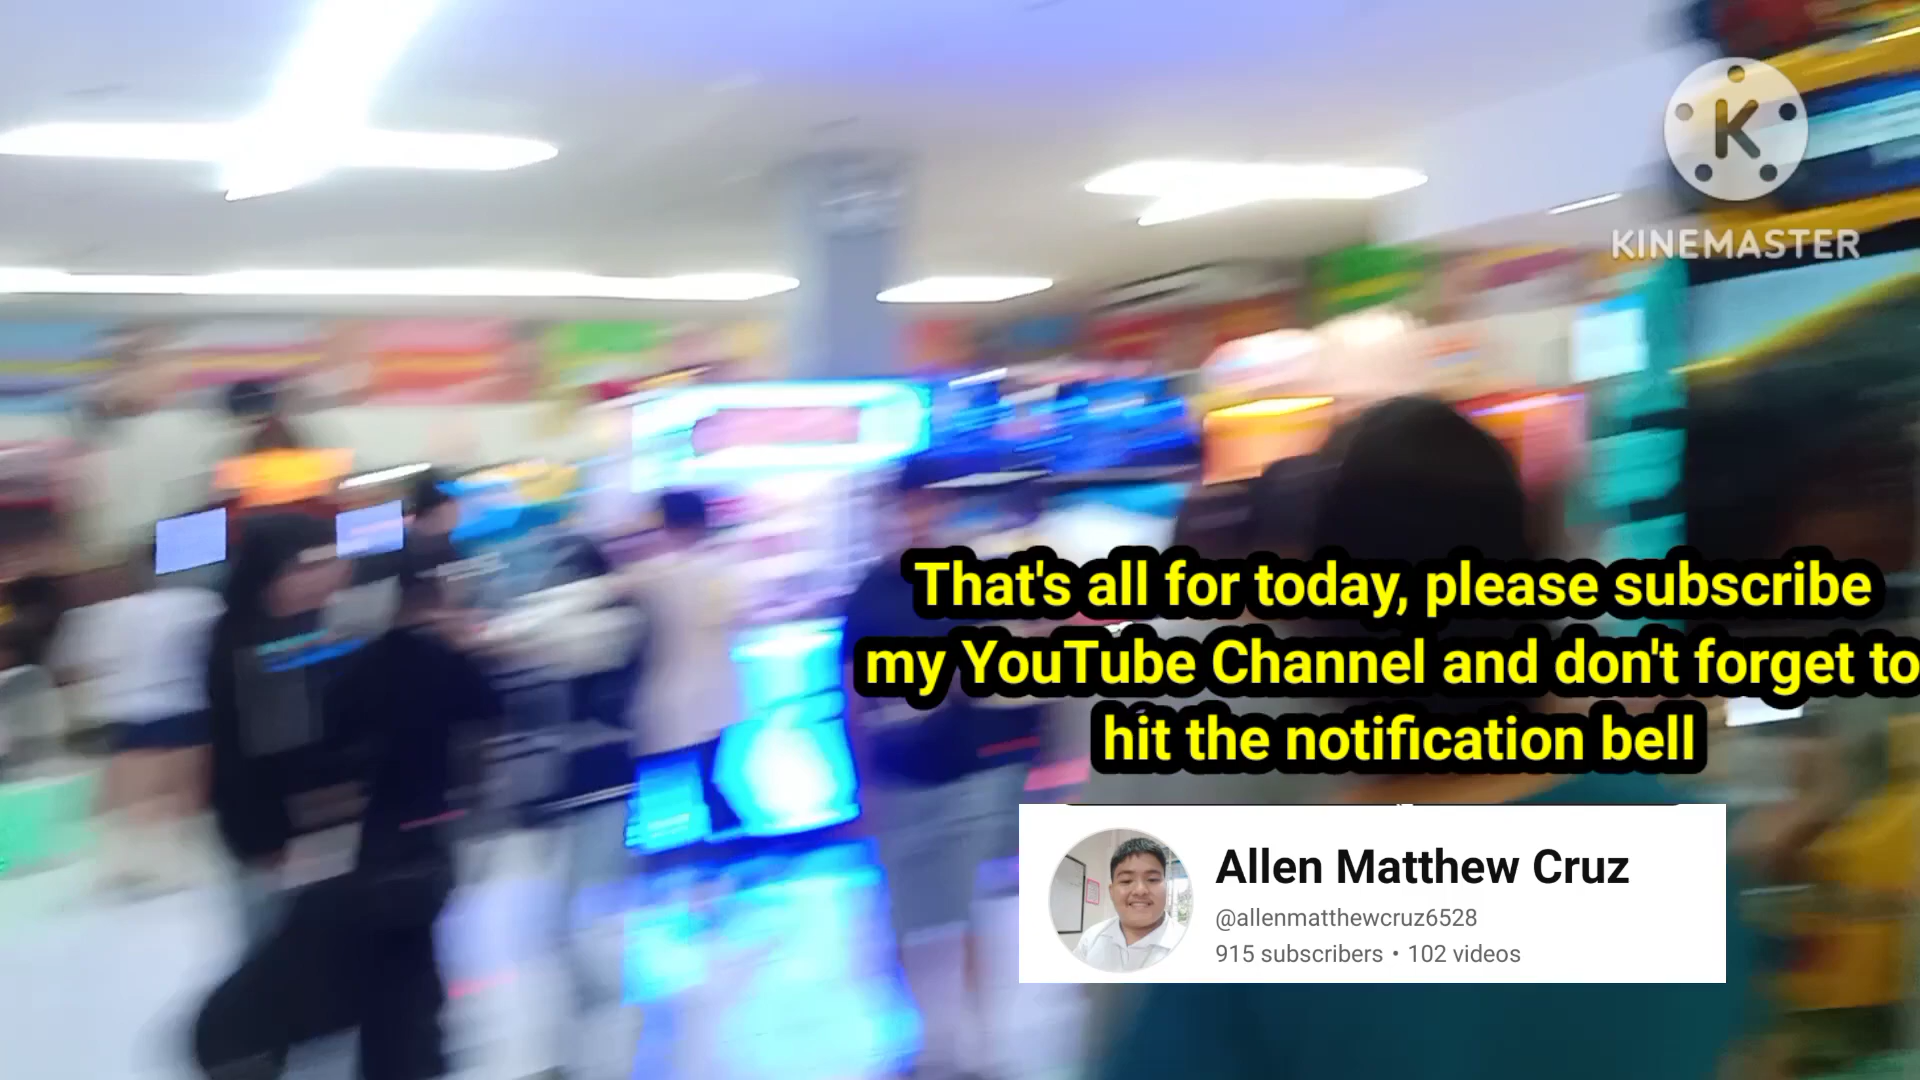 K
KINEMASTER
That's all for today, please subscribe
my YouTube Channel and don't forget to
hit the notification bell
Allen Matthew Cruz
@allenmatthewcruz6528
915 subscribers • 102 videos